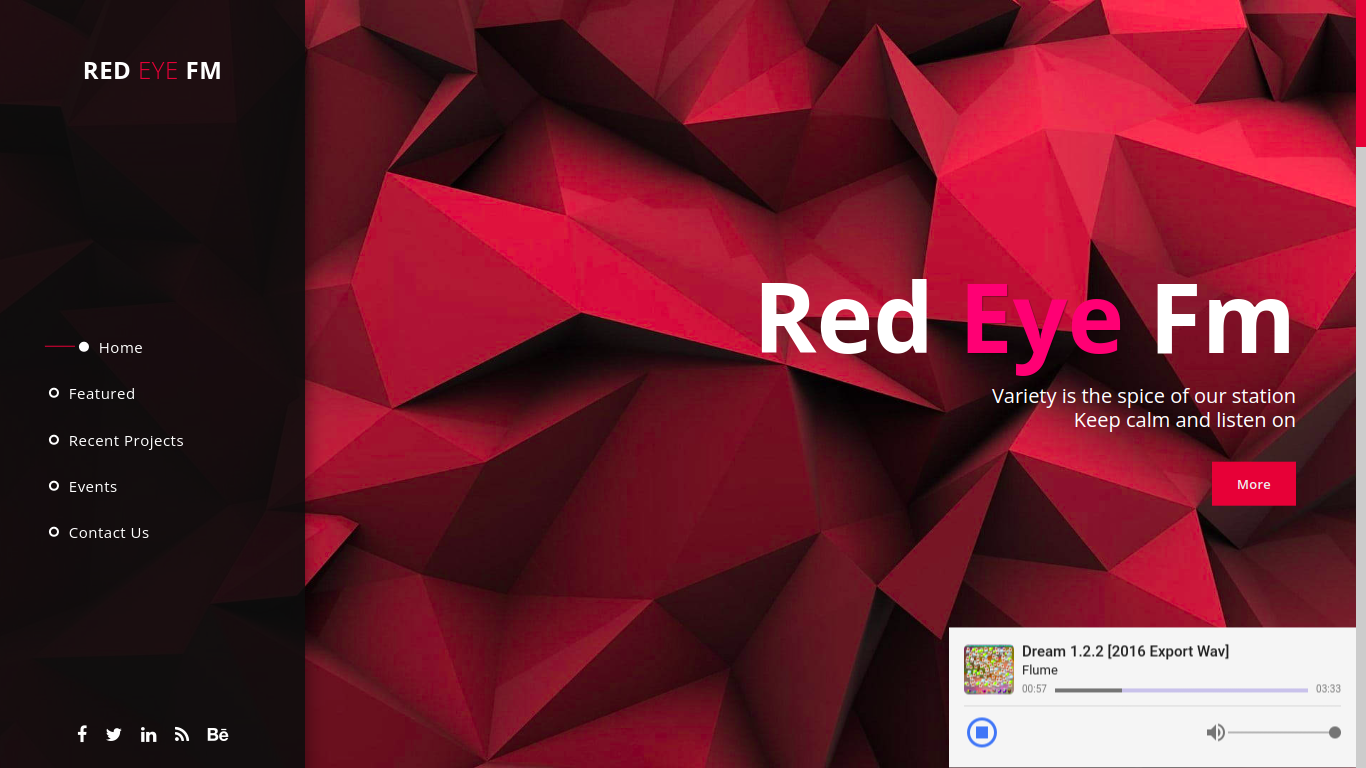 RED EYE FM
Home
Featured
Recent Projects
Events
Contact Us
Bē
Red Eye Fm
Variety is the spice of our station
Keep calm and listen on
More
Dream 1.2.2 [2016 Export Wav]
Flume
00:57 03:33